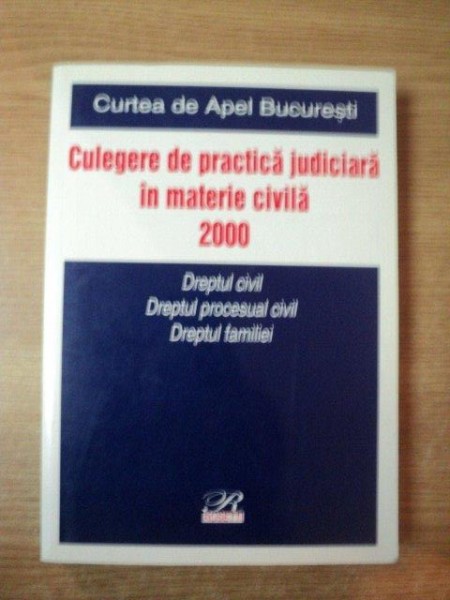 Curtea de Apel București
Culegere de practică judiciară
în materie civilă
2000
Dreptul civil
Dreptul procesual civil
Dreptul familiei
R